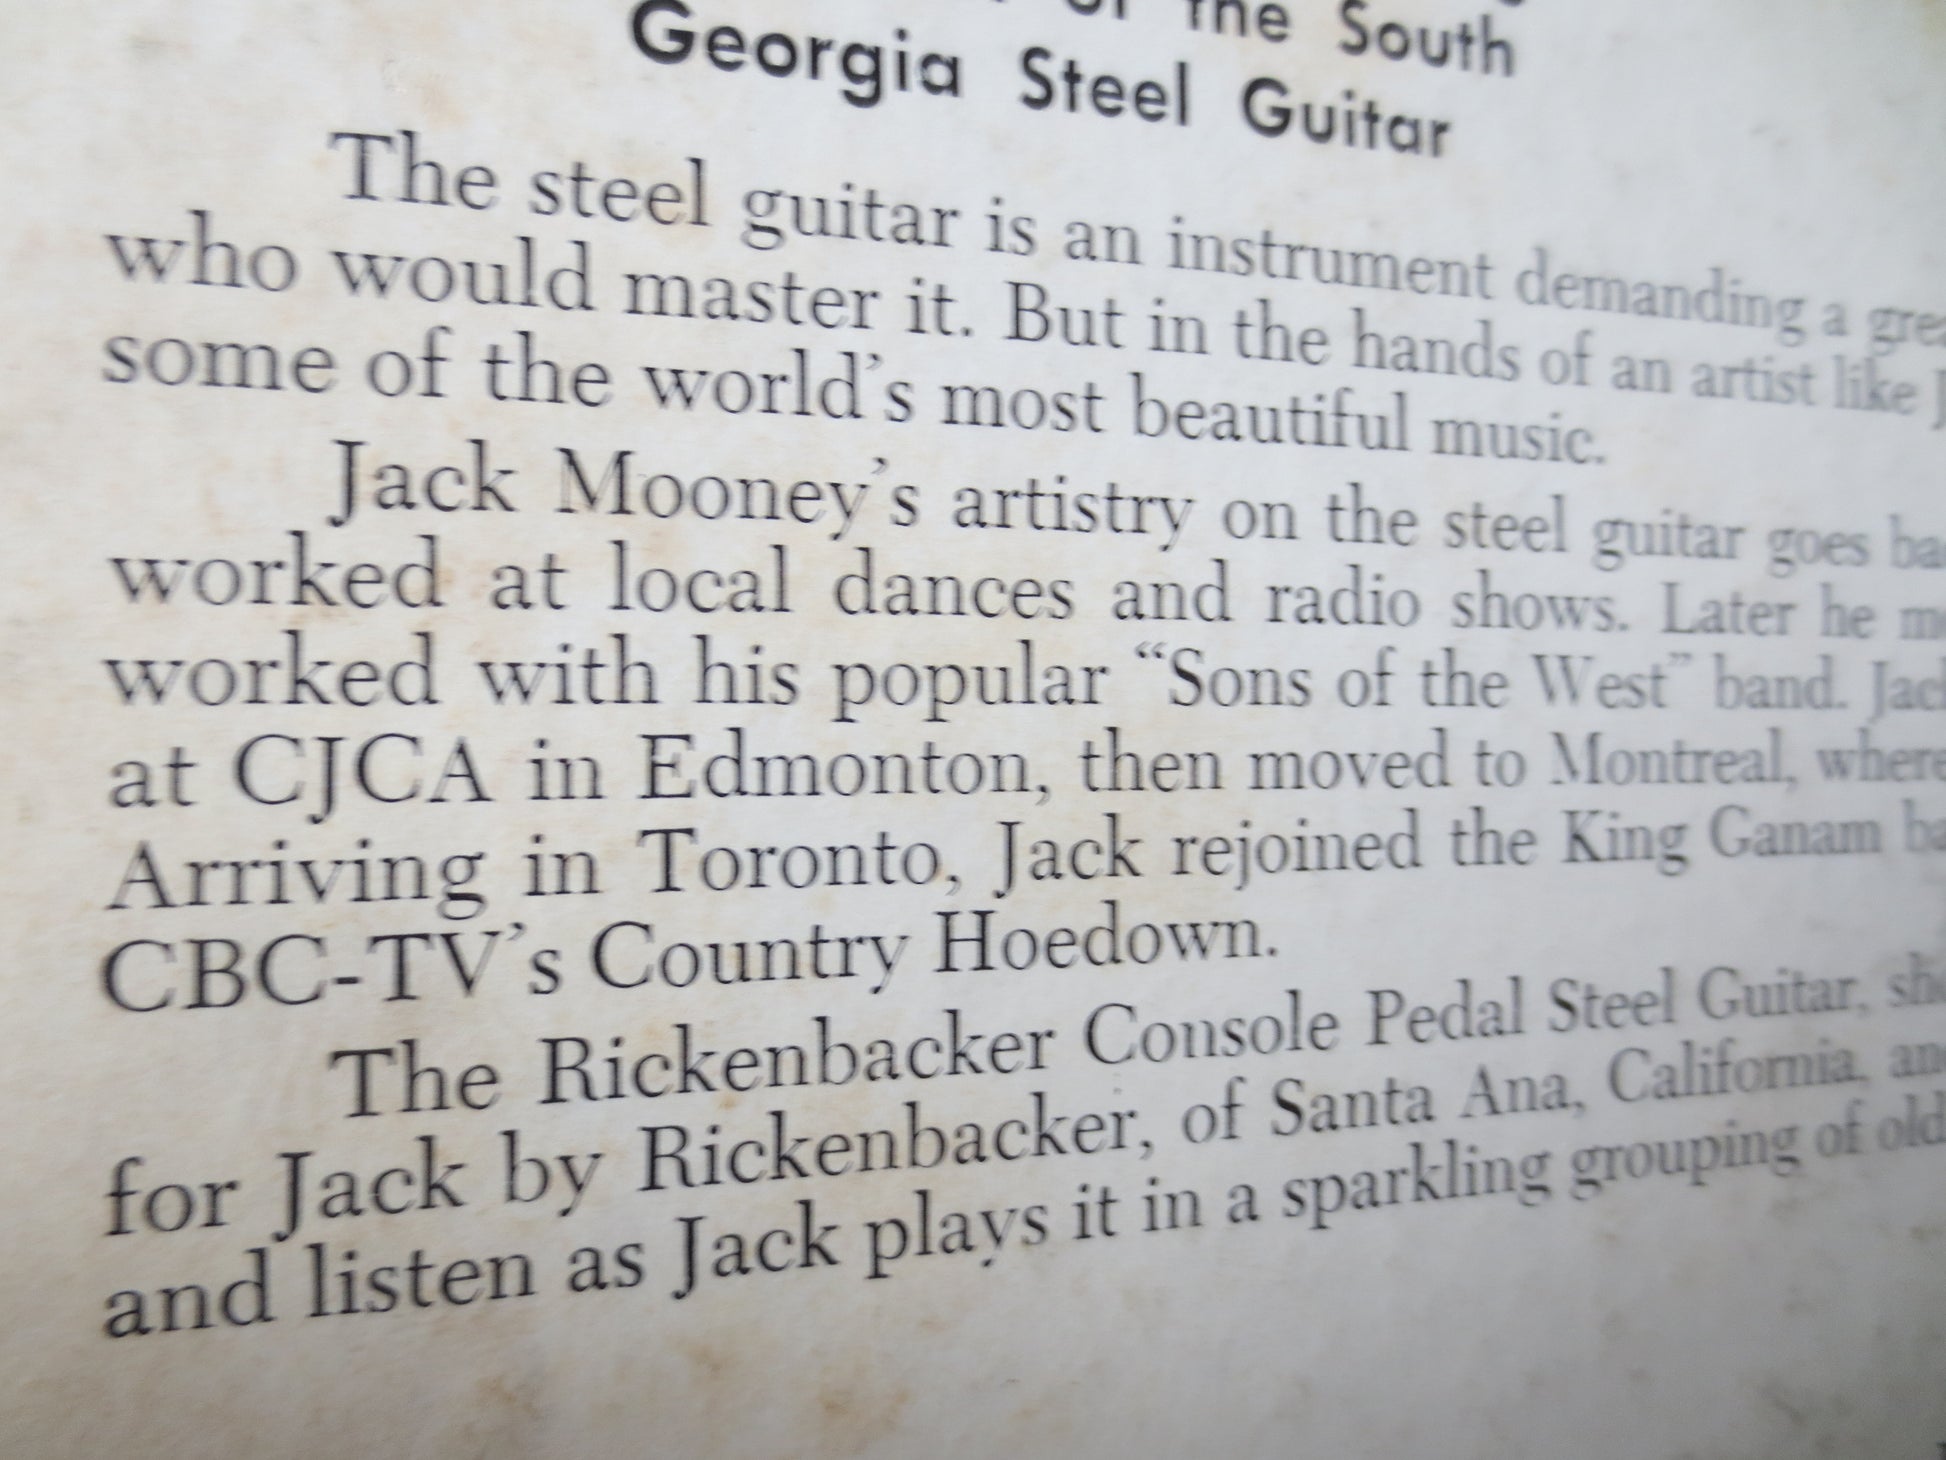 of the South
Georgia Steel Guitar
The steel guitar is an instrument demanding a
who would master it. But in the hands of an artist like
some of the world's most beautiful music.
Jack Mooney's artistry on the steel guitar goes
worked at local dances and radio shows. Later he
worked with his popular “Sons of the West” band. Jack
at CJCA in Edmonton, then moved to Montreal, where
Arriving in Toronto, Jack rejoined the King Ganam
CBC-TV's Country Hoedown.
The Rickenbacker Console Pedal Steel Guitar,
for Jack by Rickenbacker, of Santa Ana, California, and
and listen as Jack plays it in a sparkling grouping of old